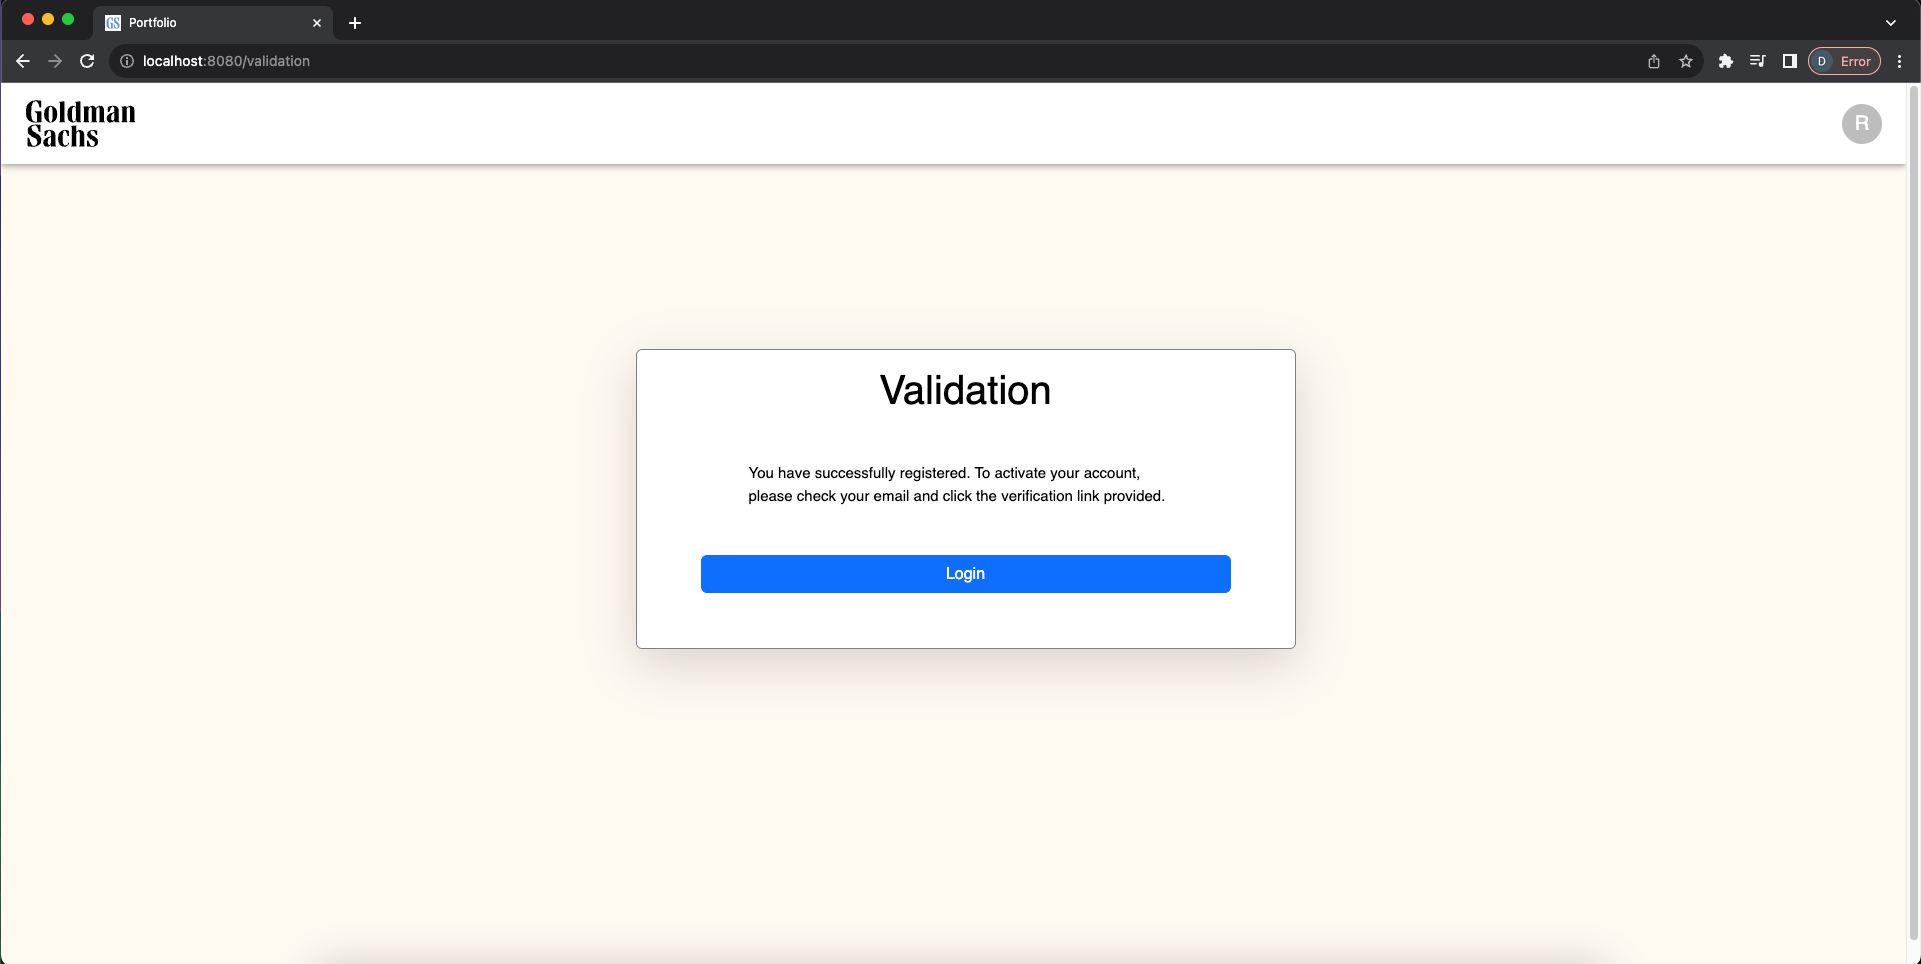 GS Portfolio
localhost:8080/validation
D Error
Goldman
Sachs
R
Validation
You have successfully registered. To activate your account,
please check your email and click the verification link provided.
Login